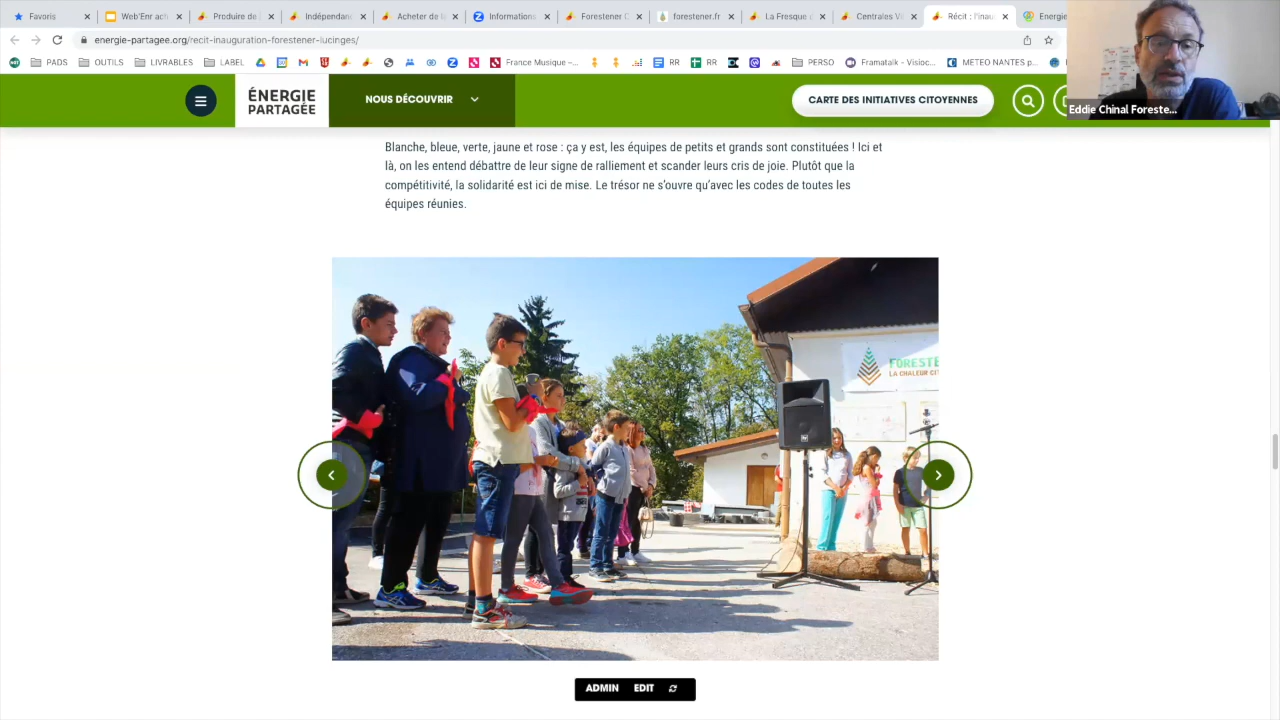 Favoris
Web'Enr ach
Produire de l
Indépendanc
Acheter de l
Informations
Forestener
forestener.fr
La Fresque
Centrales Vil
Récit : l'inau
Energie
energie-partagee.org/recit-inauguration-forestener-lucinges/
PADS
OUTILS
LIVRABLES
LABEL
France Musique –...
RR
RR
PERSO
Framatalk – Visioc...
METEO NANTES p...
ÉNERGIE
PARTAGÉE
NOUS DÉCOUVRIR
CARTE DES INITIATIVES CITOYENNES
Eddie Chinal Foreste...
Blanche, bleue, verte, jaune et rose : ça y est, les équipes de petits et grands sont constituées ! Ici et
là, on les entend débattre de leur signe de ralliement et scander leurs cris de joie. Plutôt que la
compétitivité, la solidarité est ici de mise. Le trésor ne s'ouvre qu'avec les codes de toutes les
équipes réunies.
FORESTE
LA CHALEUR CIT
ADMIN EDIT